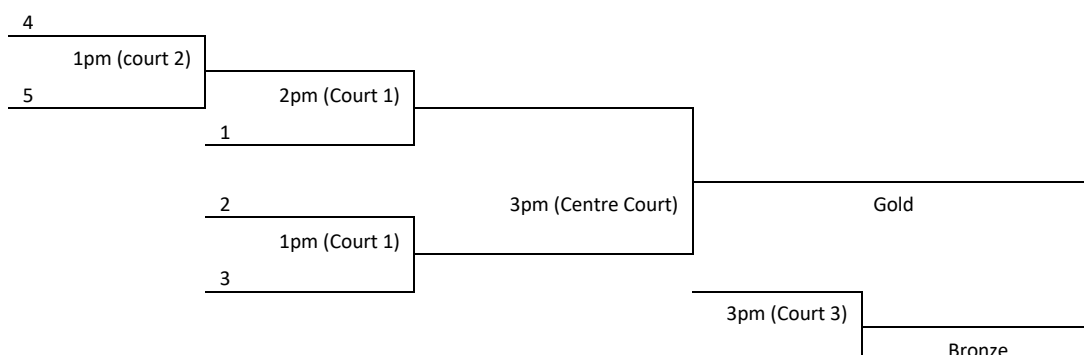 4
1pm (court 2)
5
2pm (Court 1)
1
2
3pm (Centre Court)
Gold
1pm (Court 1)
3
3pm (Court 3)
Bronze